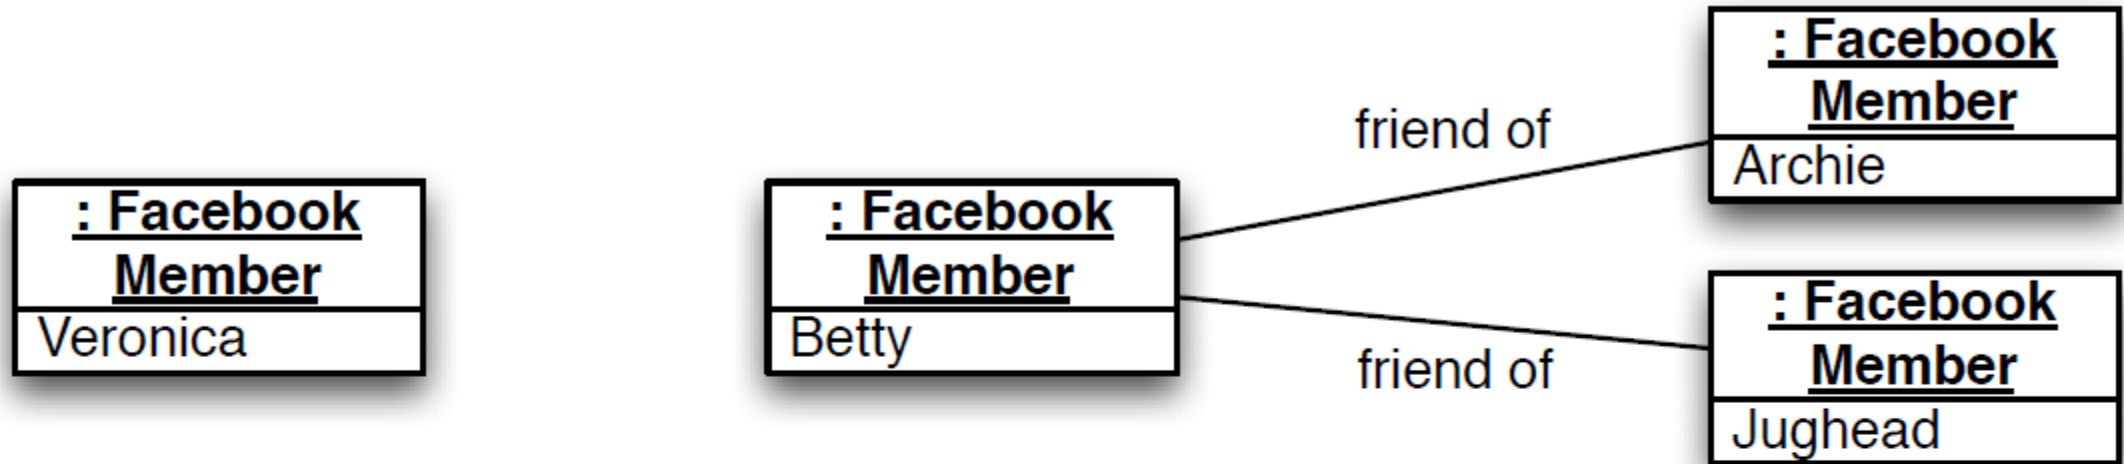 : Facebook
Member
Veronica
: Facebook
Member
Betty
friend of
friend of
: Facebook
Member
Archie
: Facebook
Member
Jughead